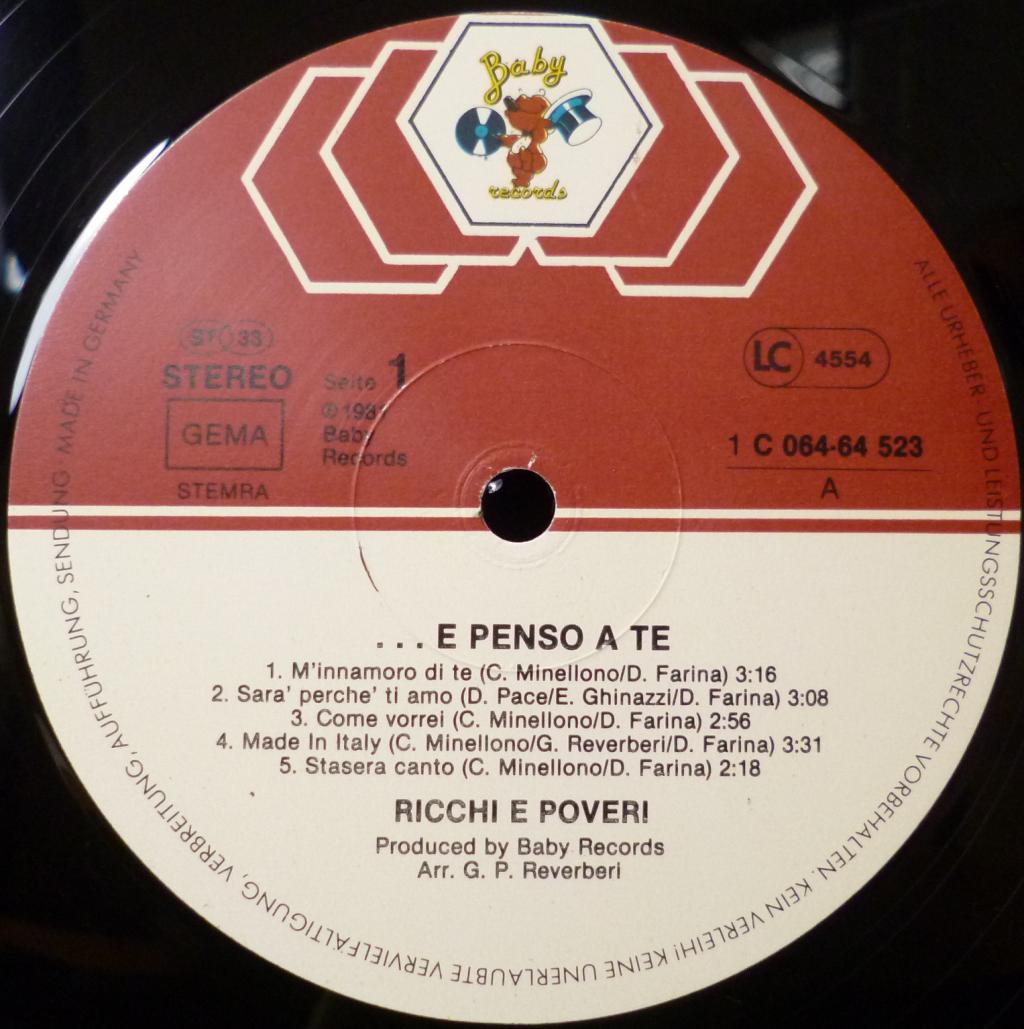 Baby
records
ST 33
STEREO
GEMA
STEMRA
Seite 1
℗ 1981
Baby
Records
LC 4554
1 C 064-64 523
A
. . . E PENSO A TE
1. M'innamoro di te (C. Minellono/D. Farina) 3:16
2. Sara' perche' ti amo (D. Pace/E. Ghinazzi/D. Farina) 3:08
3. Come vorrei (C. Minellono/D. Farina) 2:56
4. Made In Italy (C. Minellono/G. Reverberi/D. Farina) 3:31
5. Stasera canto (C. Minellono/D. Farina) 2:18
RICCHI E POVERI
Produced by Baby Records
Arr. G. P. Reverberi
ALLE URHEBER- UND LEISTUNGSSCHUTZRECHTE VORBEHALTEN. KEIN VERLEIH! KEINE UNERLAUBTE VERVIELFÄLTIGUNG, VERBREITUNG, AUFFÜHRUNG, SENDUNG MADE IN GERMANY